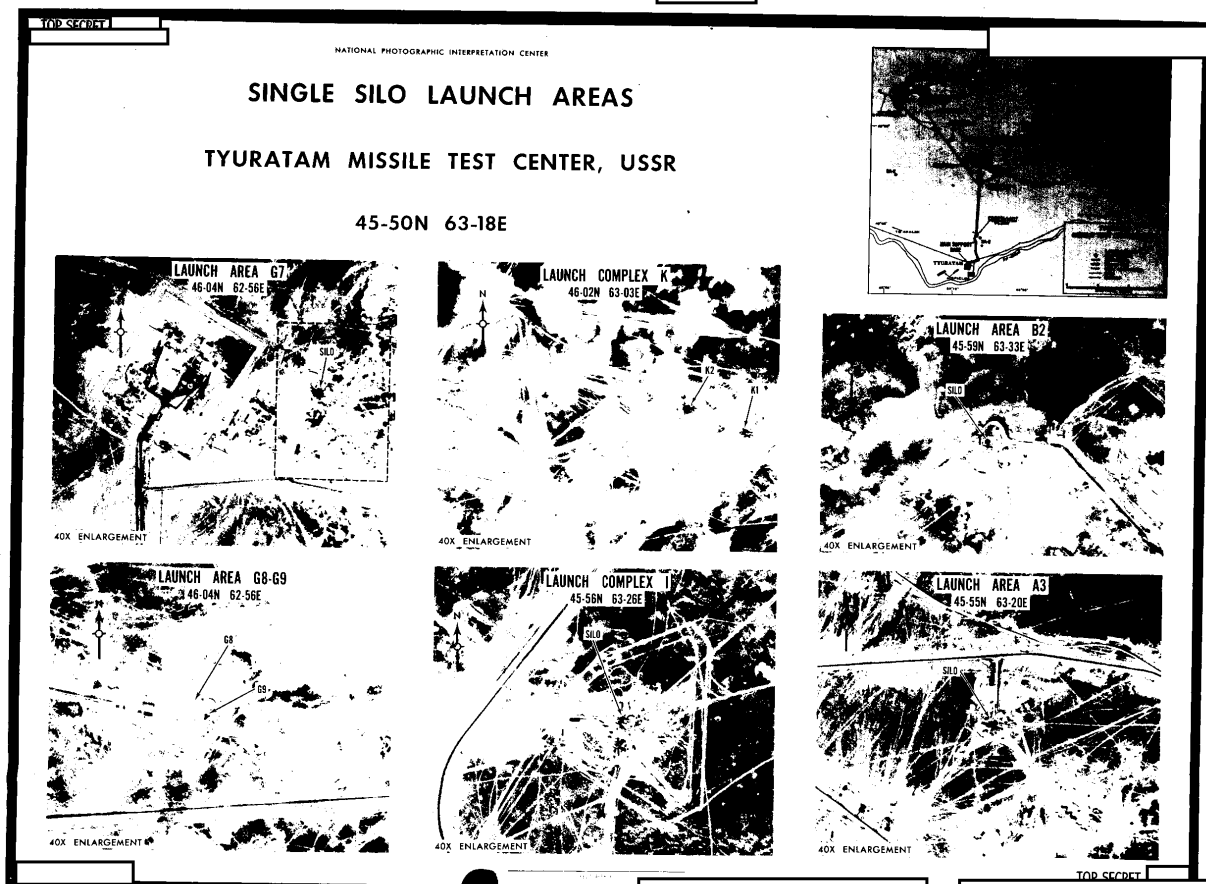 TOP SECRET
NATIONAL PHOTOGRAPHIC INTERPRETATION CENTER
SINGLE SILO LAUNCH AREAS
TYURATAM MISSILE TEST CENTER, USSR
45-50N 63-18E
TYURATAM
LAUNCH AREA G7
46-04N 62-56E
SILO
40X ENLARGEMENT
LAUNCH COMPLEX K
46-02N 63-03E
N
K2
K1
40X ENLARGEMENT
LAUNCH AREA B2
45-59N 63-33E
SILO
40X ENLARGEMENT
LAUNCH AREA G8-G9
46-04N 62-56E
N
G8
G9
40X ENLARGEMENT
LAUNCH COMPLEX I
45-56N 63-26E
N
SILO
40X ENLARGEMENT
LAUNCH AREA A3
45-55N 63-20E
SILO
40X ENLARGEMENT
TOP SECRET